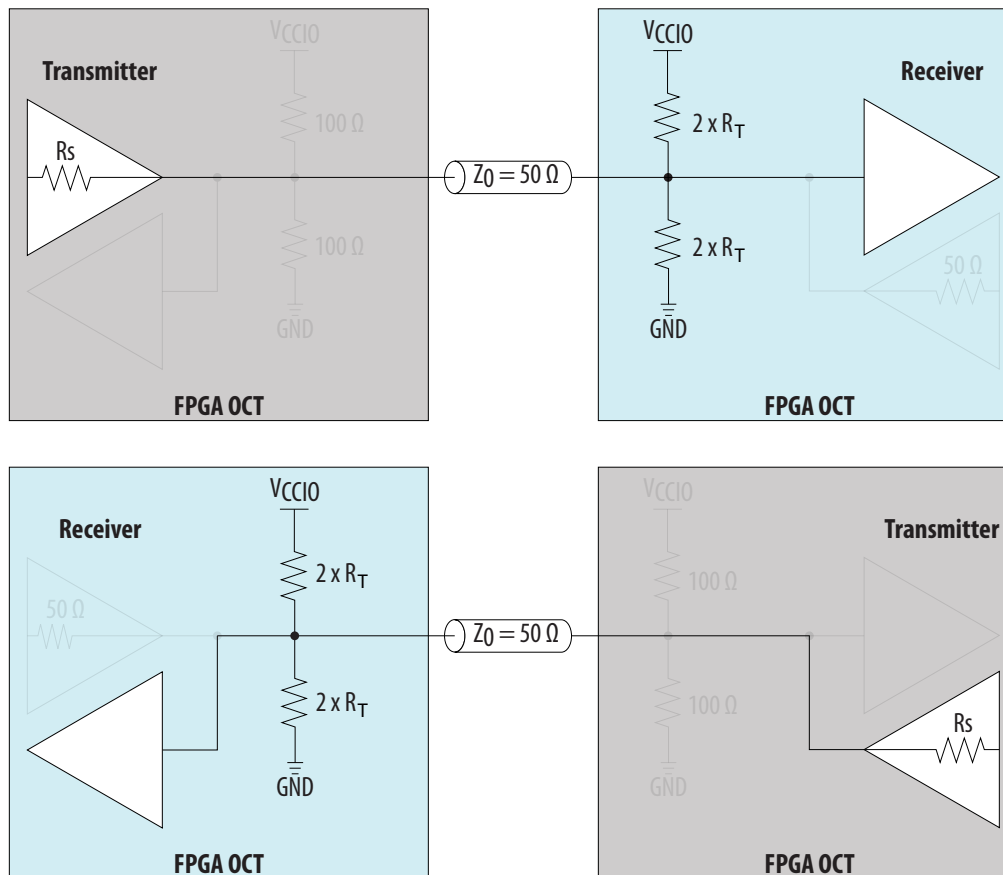 VCCIO
Transmitter
100 Ω
Rs
100 Ω
GND
FPGA OCT
Z0 = 50 Ω
VCCIO
Receiver
2 x RT
2 x RT
50 Ω
GND
FPGA OCT
VCCIO
Receiver
2 x RT
50 Ω
2 x RT
GND
FPGA OCT
Z0 = 50 Ω
VCCIO
Transmitter
100 Ω
100 Ω
Rs
GND
FPGA OCT